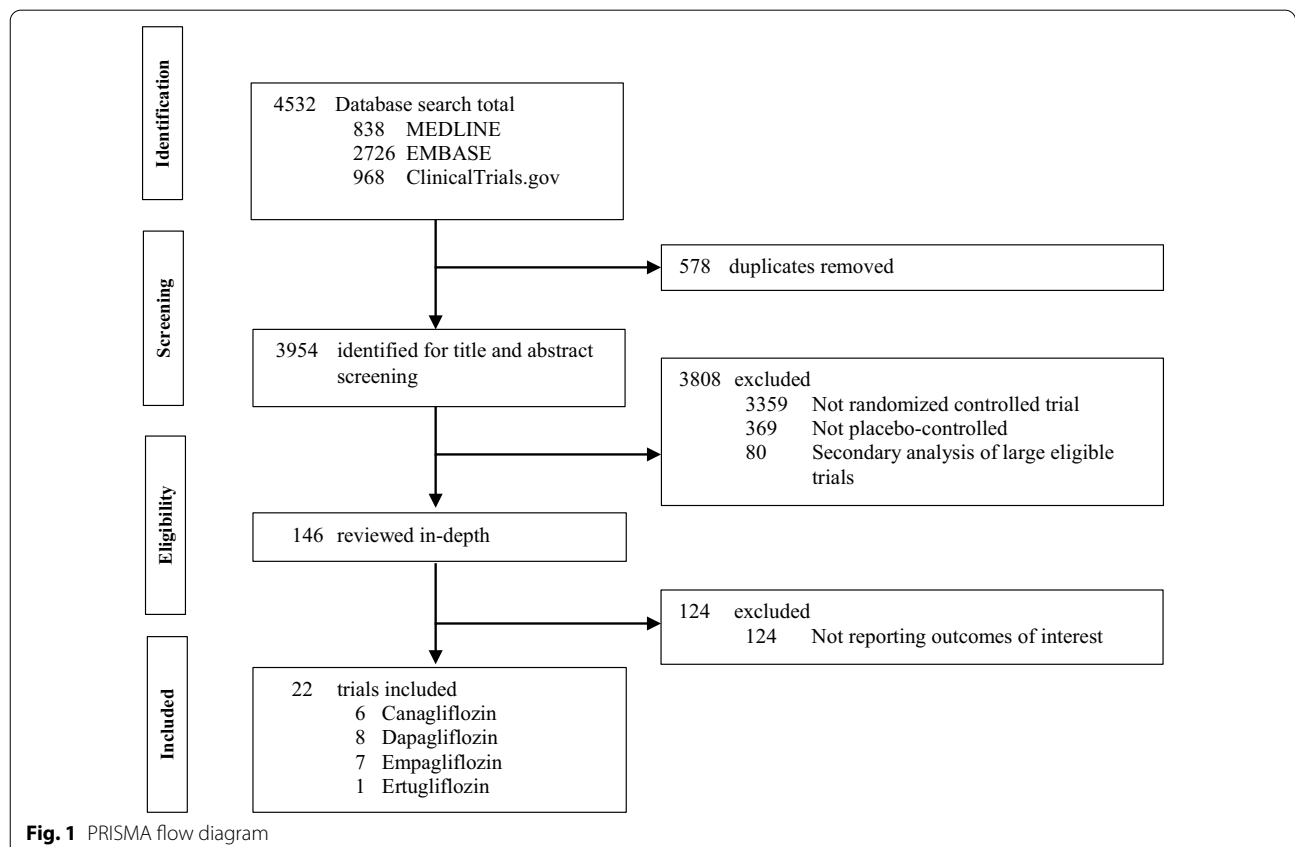 Identification
4532 Database search total
838 MEDLINE
2726 EMBASE
968 ClinicalTrials.gov
578 duplicates removed
Screening
3954 identified for title and abstract
screening
3808 excluded
3359 Not randomized controlled trial
369 Not placebo-controlled
80 Secondary analysis of large eligible
trials
Eligibility
146 reviewed in-depth
124 excluded
124 Not reporting outcomes of interest
Included
22 trials included
6 Canagliflozin
8 Dapagliflozin
7 Empagliflozin
1 Ertugliflozin
Fig. 1 PRISMA flow diagram